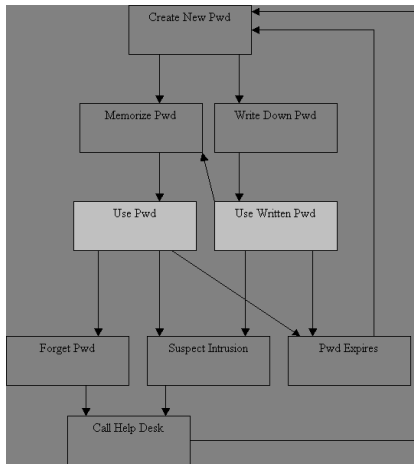 Create New Pwd
Memorize Pwd
Write Down Pwd
Use Pwd
Use Written Pwd
Forget Pwd
Suspect Intrusion
Pwd Expires
Call Help Desk